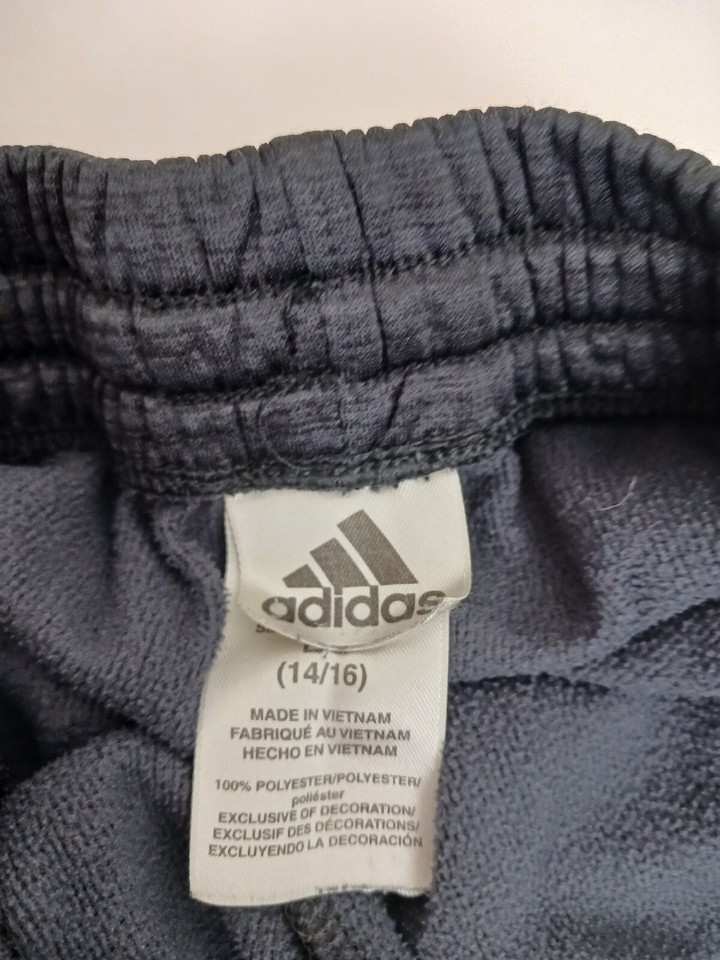 adidas
(14/16)
MADE IN VIETNAM
FABRIQUÉ AU VIETNAM
HECHO EN VIETNAM
100% POLYESTER/POLYESTER/
poliéster
EXCLUSIVE OF DECORATION/
EXCLUSIF DES DÉCORATIONS/
EXCLUYENDO LA DECORACIÓN